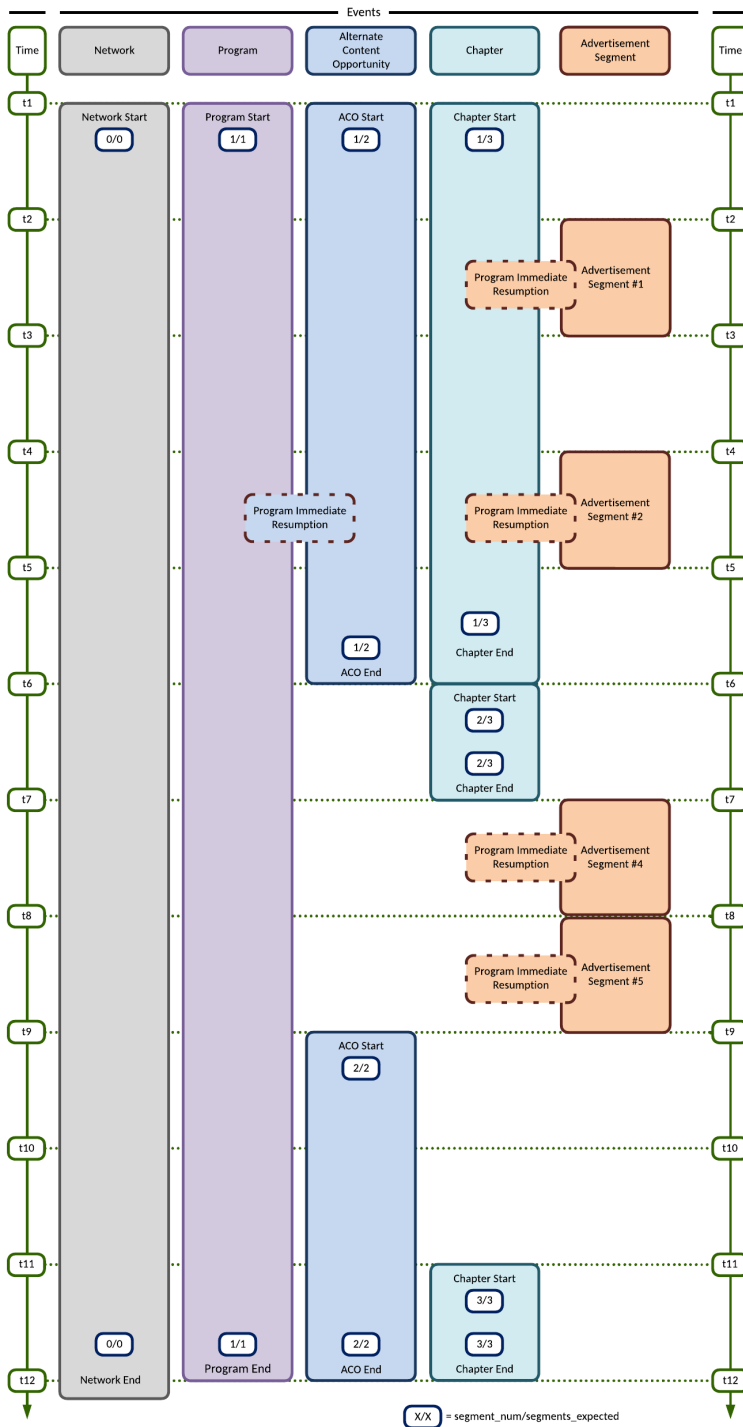 Events
Time
Network
Program
Alternate
Content
Opportunity
Chapter
Advertisement
Segment
Time
t1
Network Start
0/0
Program Start
1/1
ACO Start
1/2
Chapter Start
1/3
t1
t2
t2
Program Immediate
Resumption
Advertisement
Segment #1
t3
t3
t4
t4
Program Immediate
Resumption
Program Immediate
Resumption
Advertisement
Segment #2
t5
t5
1/2
ACO End
1/3
Chapter End
t6
t6
Chapter Start
2/3
2/3
Chapter End
t7
t7
Program Immediate
Resumption
Advertisement
Segment #4
t8
t8
Program Immediate
Resumption
Advertisement
Segment #5
t9
t9
ACO Start
2/2
t10
t10
t11
t11
Chapter Start
3/3
0/0
Network End
1/1
Program End
2/2
ACO End
3/3
Chapter End
t12
t12
X/X = segment_num/segments_expected